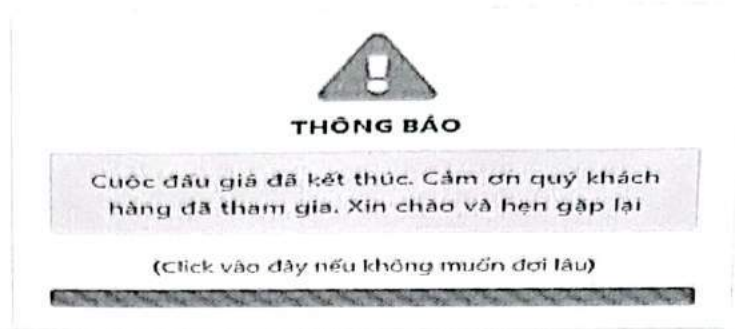 THÔNG BÁO
Cuộc đấu giá đã kết thúc. Cảm ơn quý khách
hàng đã tham gia. Xin chào và hẹn gặp lại
(Click vào đây nếu không muốn đợi lâu)